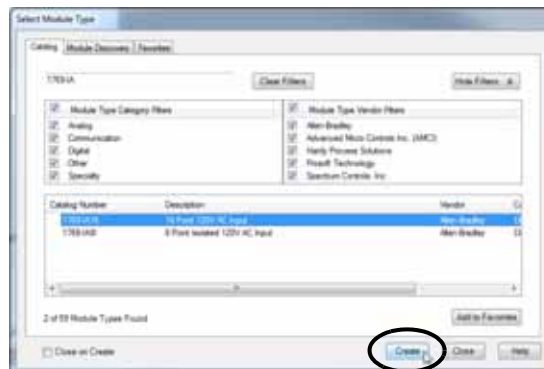 Select Module Type
Catalog Module Discovery Favorites
1769-IA Clear Filters Hide Filters
Module Type Category Filters Module Type Vendor Filters
Analog Allen-Bradley
Communication Advanced Micro Controls Inc. (AMCI)
Digital Hardy Process Solutions
Other Prosoft Technology
Specialty Spectrum Controls Inc
Catalog Number Description Vendor
1769-IA16 16 Point 120V AC Input Allen-Bradley
1769-IA8I 8 Point Isolated 120V AC Input Allen-Bradley
2 of 59 Module Types Found Add to Favorites
Close on Create Create Close Help